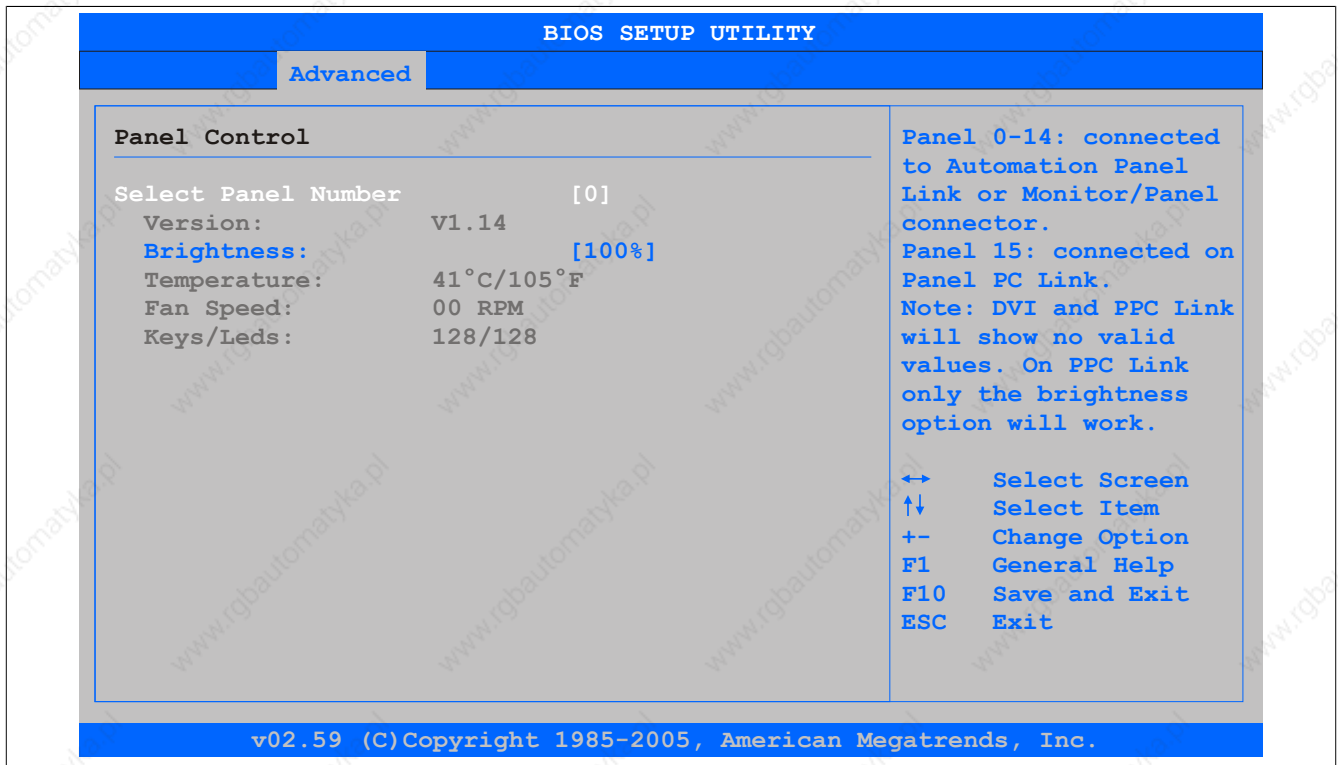 BIOS SETUP UTILITY
Advanced
Panel Control
Select Panel Number [0]
Version: V1.14
Brightness: [100%]
Temperature: 41°C/105°F
Fan Speed: 00 RPM
Keys/Leds: 128/128
Panel 0-14: connected
to Automation Panel
Link or Monitor/Panel
connector.
Panel 15: connected on
Panel PC Link.
Note: DVI and PPC Link
will show no valid
values. On PPC Link
only the brightness
option will work.
←→ Select Screen
↑↓ Select Item
+- Change Option
F1 General Help
F10 Save and Exit
ESC Exit
v02.59 (C)Copyright 1985-2005, American Megatrends, Inc.
www.rgbautomatyka.pl